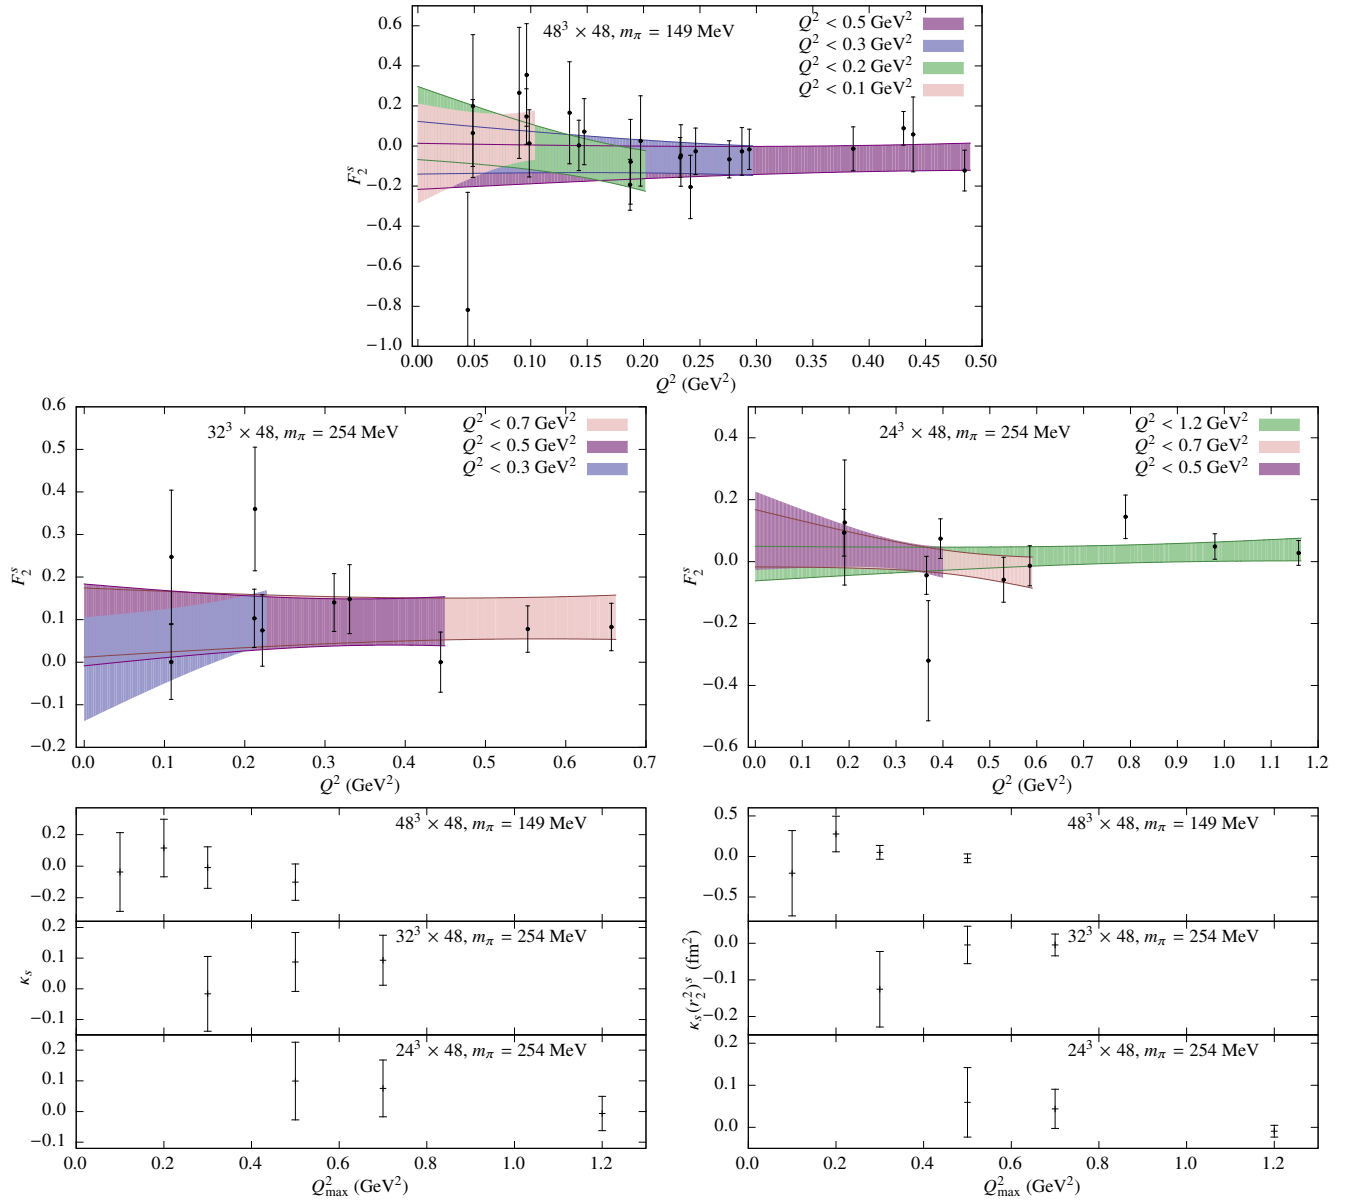 48³ × 48, mπ = 149 MeV
Q² < 0.5 GeV²
Q² < 0.3 GeV²
Q² < 0.2 GeV²
Q² < 0.1 GeV²
0.6
0.4
0.2
0.0
−0.2
−0.4
−0.6
−0.8
−1.0
F₂ˢ
0.00 0.05 0.10 0.15 0.20 0.25 0.30 0.35 0.40 0.45 0.50
Q² (GeV²)
32³ × 48, mπ = 254 MeV
Q² < 0.7 GeV²
Q² < 0.5 GeV²
Q² < 0.3 GeV²
0.6
0.5
0.4
0.3
0.2
0.1
0.0
−0.1
−0.2
F₂ˢ
0.0 0.1 0.2 0.3 0.4 0.5 0.6 0.7
Q² (GeV²)
24³ × 48, mπ = 254 MeV
Q² < 1.2 GeV²
Q² < 0.7 GeV²
Q² < 0.5 GeV²
0.4
0.2
0.0
−0.2
−0.4
−0.6
F₂ˢ
0.0 0.1 0.2 0.3 0.4 0.5 0.6 0.7 0.8 0.9 1.0 1.1 1.2
Q² (GeV²)
48³ × 48, mπ = 149 MeV
0.2
0.0
−0.2
32³ × 48, mπ = 254 MeV
0.2
0.1
0.0
−0.1
κₛ
24³ × 48, mπ = 254 MeV
0.2
0.1
0.0
−0.1
0.0 0.2 0.4 0.6 0.8 1.0 1.2
Q²max (GeV²)
48³ × 48, mπ = 149 MeV
0.5
0.0
−0.5
32³ × 48, mπ = 254 MeV
0.0
−0.1
−0.2
κₛ(r₂²)ˢ (fm²)
24³ × 48, mπ = 254 MeV
0.2
0.1
0.0
0.0 0.2 0.4 0.6 0.8 1.0 1.2
Q²max (GeV²)